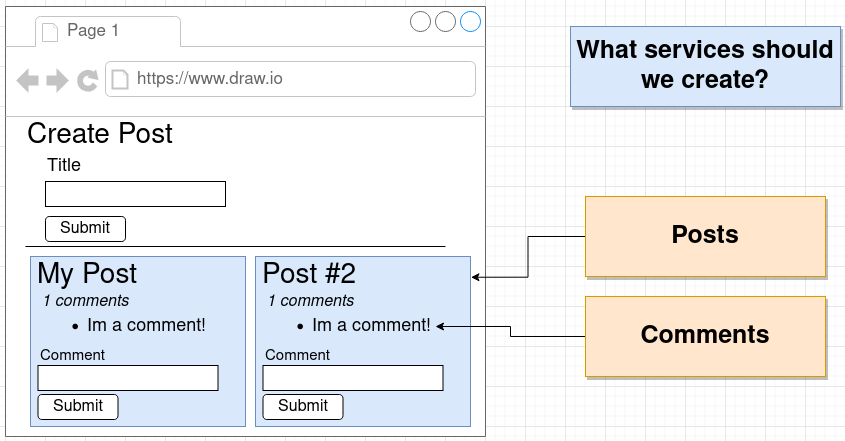 Page 1
https://www.draw.io
What services should
we create?
Create Post
Title
Submit
My Post
1 comments
Im a comment!
Comment
Submit
Post #2
1 comments
Im a comment!
Comment
Submit
Posts
Comments